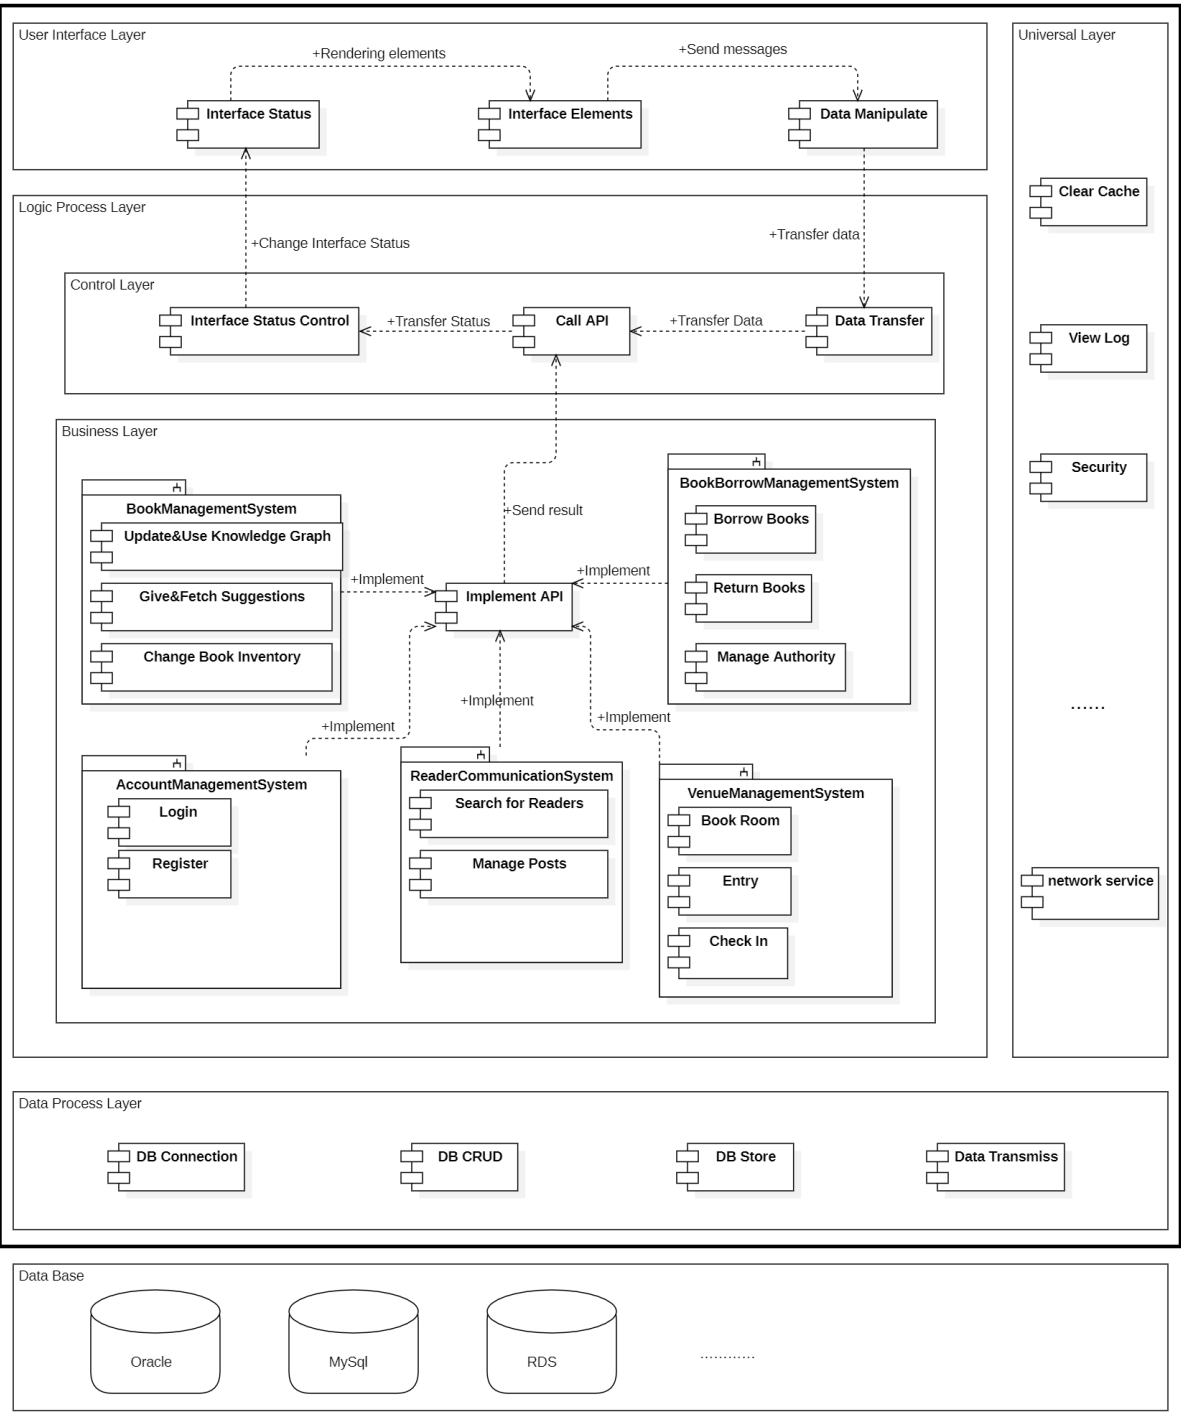 User Interface Layer
+Rendering elements
+Send messages
Interface Status
Interface Elements
Data Manipulate
Universal Layer
Clear Cache
View Log
Security
......
network service
Logic Process Layer
+Change Interface Status
+Transfer data
Control Layer
Interface Status Control
+Transfer Status
Call API
+Transfer Data
Data Transfer
Business Layer
BookManagementSystem
Update&Use Knowledge Graph
Give&Fetch Suggestions
Change Book Inventory
+Send result
+Implement
Implement API
+Implement
BookBorrowManagementSystem
Borrow Books
Return Books
Manage Authority
+Implement
+Implement
+Implement
AccountManagementSystem
Login
Register
ReaderCommunicationSystem
Search for Readers
Manage Posts
VenueManagementSystem
Book Room
Entry
Check In
Data Process Layer
DB Connection
DB CRUD
DB Store
Data Transmiss
Data Base
Oracle
MySql
RDS
............